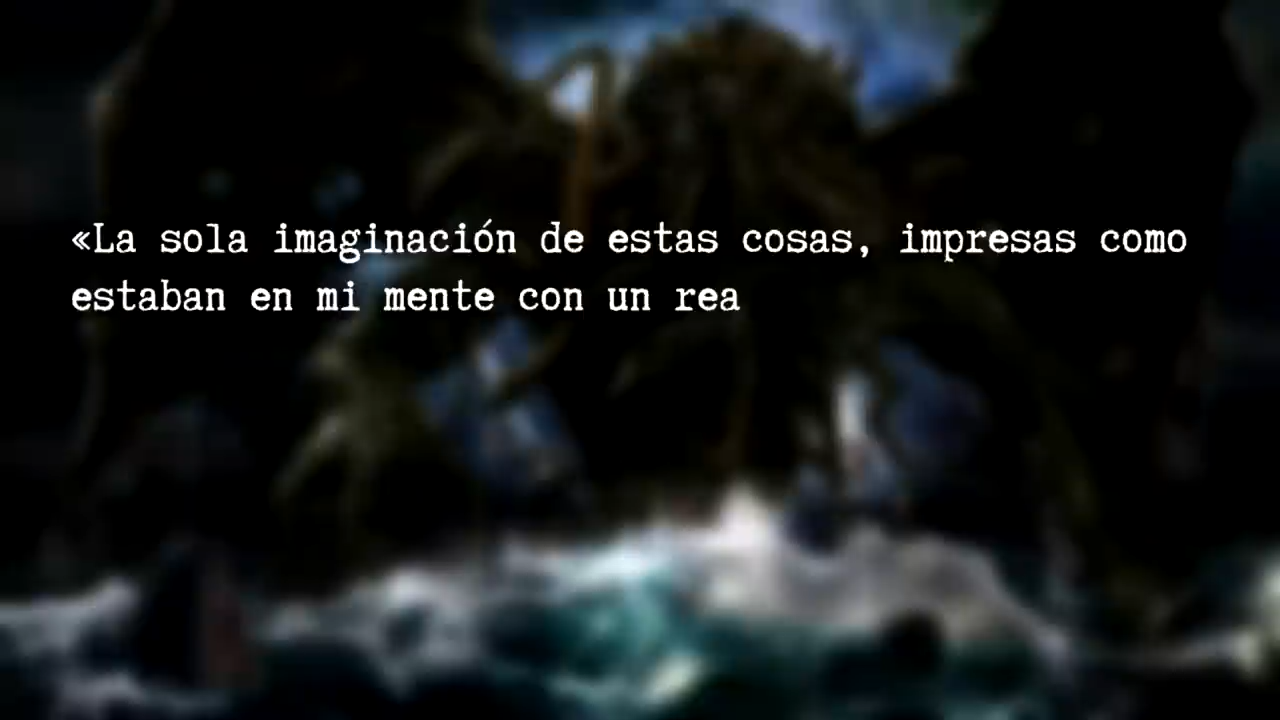 «La sola imaginación de estas cosas, impresas como
estaban en mi mente con un rea